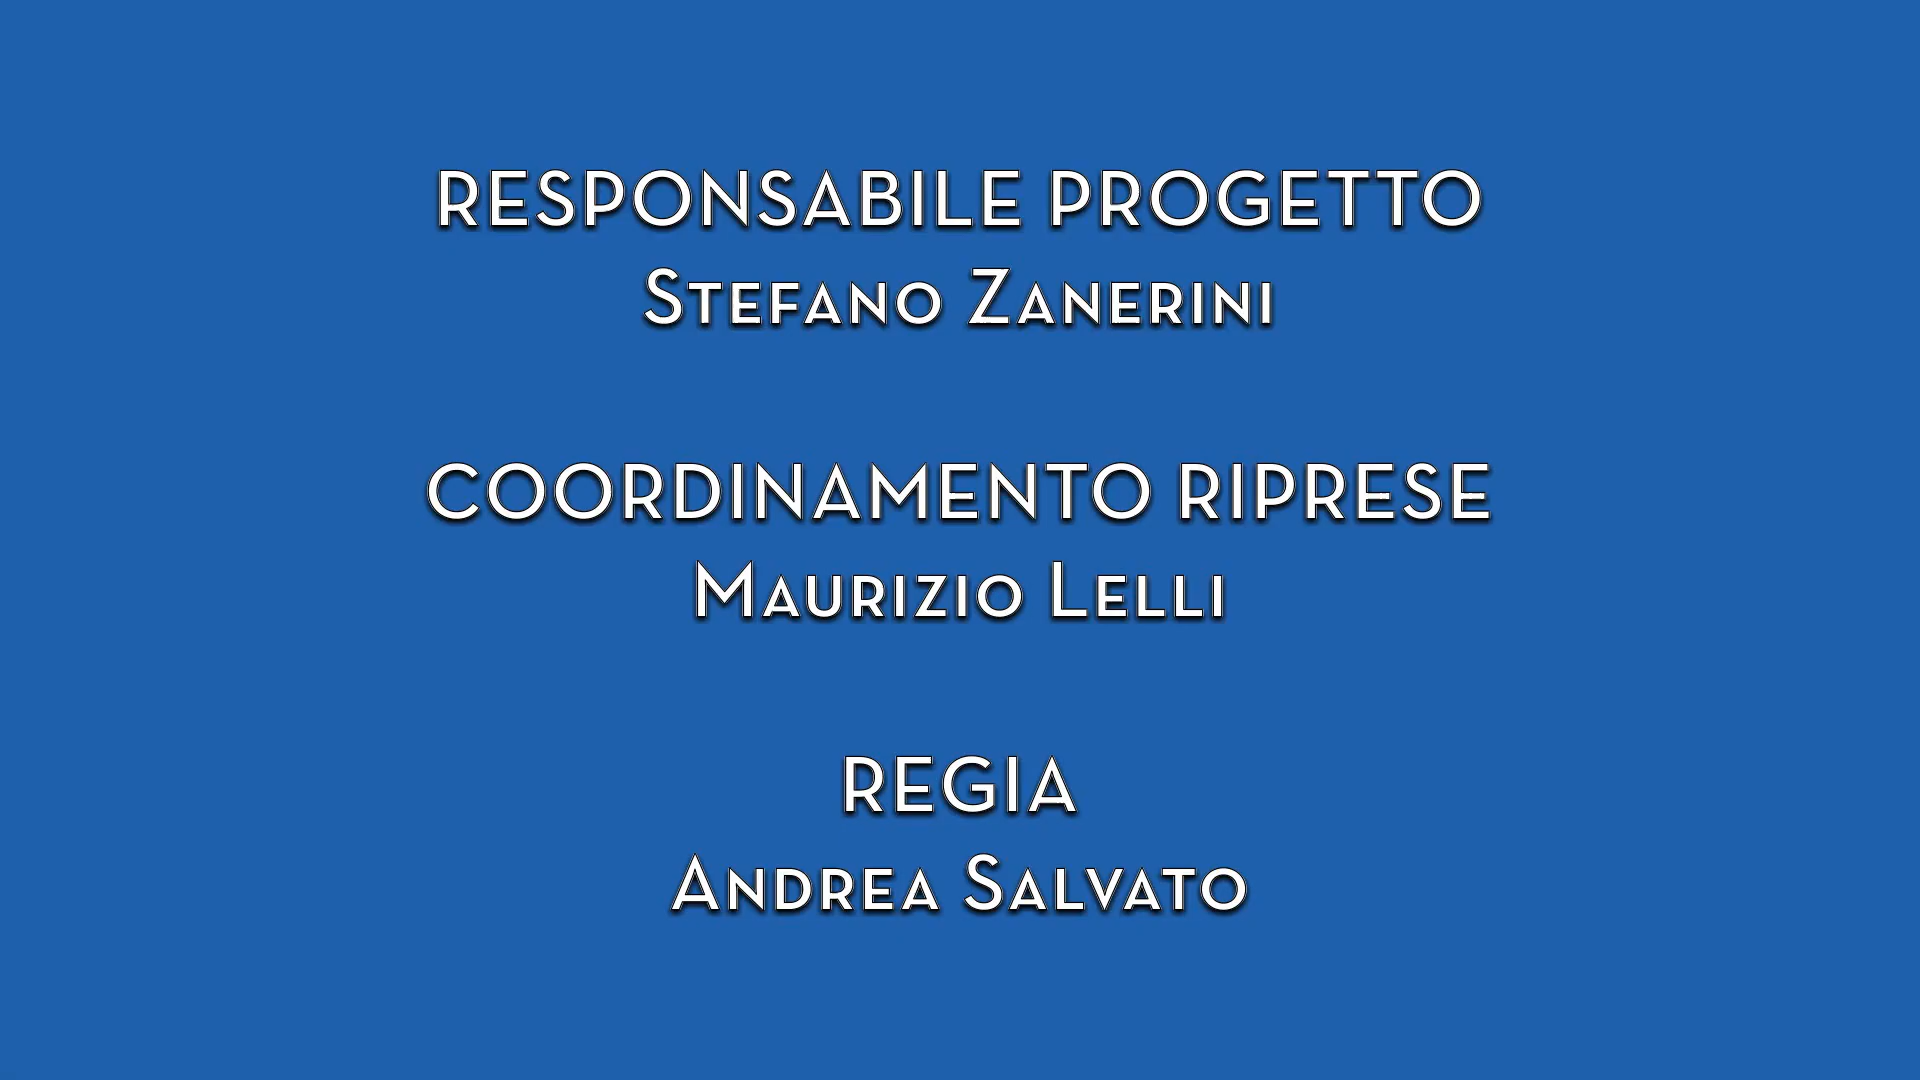 RESPONSABILE PROGETTO
Stefano Zanerini
COORDINAMENTO RIPRESE
Maurizio Lelli
REGIA
Andrea Salvato